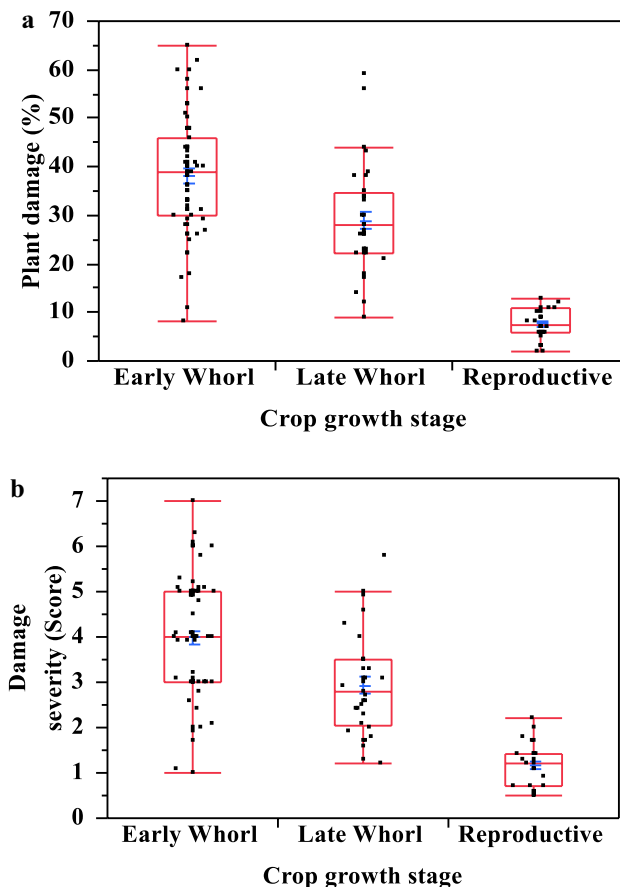 a
70
60
50
40
30
20
10
0
Plant damage (%)
Early Whorl Late Whorl Reproductive
Crop growth stage
b
7
6
5
4
3
2
1
0
Damage
severity (Score)
Early Whorl Late Whorl Reproductive
Crop growth stage